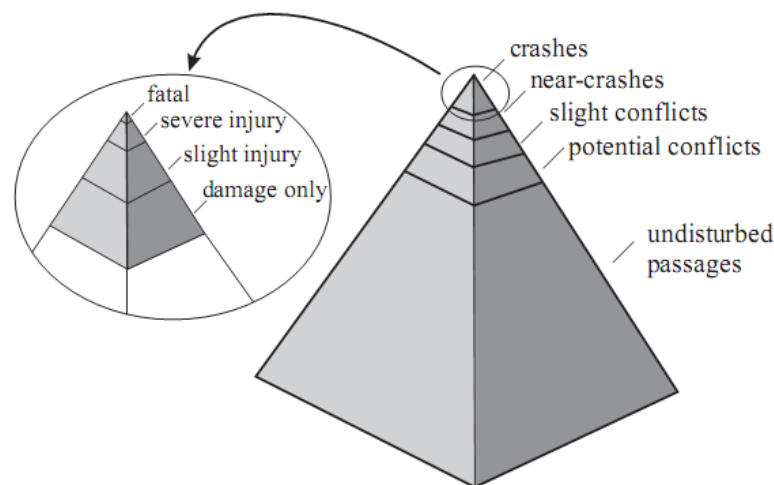 crashes
near-crashes
slight conflicts
potential conflicts
undisturbed
passages
fatal
severe injury
slight injury
damage only